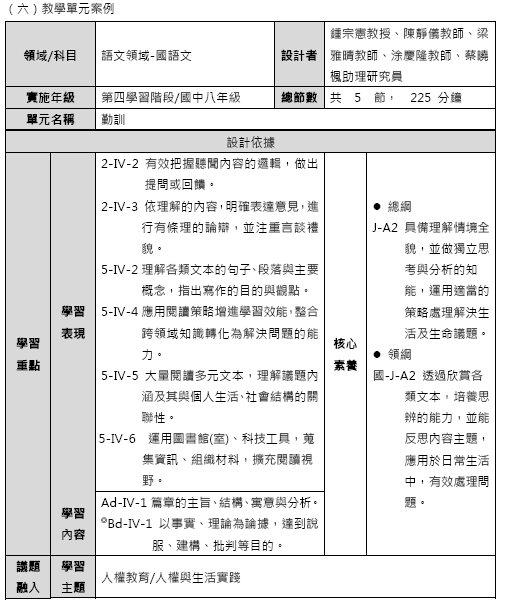 （六）教學單元案例
領域/科目
語文領域-國語文
設計者
鍾宗憲教授、陳靜儀教師、梁
雅晴教師、涂慶隆教師、蔡曉
楓助理研究員
實施年級
第四學習階段/國中八年級
總節數
共 5 節， 225 分鐘
單元名稱
勤訓
設計依據
學習
重點
學習
表現
2-IV-2 有效把握聽聞內容的邏輯，做出
提問或回饋。
2-IV-3 依理解的內容，明確表達意見，進
行有條理的論辯，並注重言談禮
貌。
5-IV-2 理解各類文本的句子、段落與主要
概念，指出寫作的目的與觀點。
5-IV-4 應用閱讀策略增進學習效能，整合
跨領域知識轉化為解決問題的能
力。
5-IV-5 大量閱讀多元文本，理解議題內
涵及其與個人生活、社會結構的關
聯性。
5-IV-6 運用圖書館(室)、科技工具，蒐
集資訊、組織材料，擴充閱讀視
野。
學習
內容
Ad-IV-1 篇章的主旨、結構、寓意與分析。
◎Bd-IV-1 以事實、理論為論據，達到說
服、建構、批判等目的。
核心
素養
● 總綱
J-A2 具備理解情境全
貌，並做獨立思
考與分析的知
能，運用適當的
策略處理解決生
活及生命議題。
● 領綱
國-J-A2 透過欣賞各
類文本，培養思
辨的能力，並能
反思內容主題，
應用於日常生活
中，有效處理問
題。
議題
融入
學習
主題
人權教育/人權與生活實踐